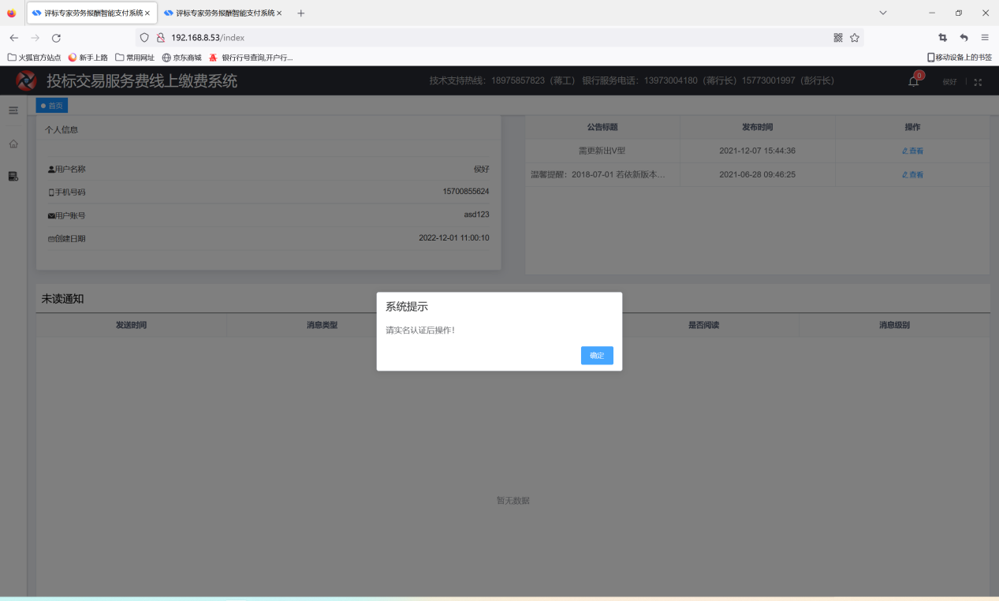 评标专家劳务报酬智能支付系统
评标专家劳务报酬智能支付系统
192.168.8.53/index
火狐官方站点 新手上路 常用网址 京东商城 银行行号查询,开户行...
移动设备上的书签
投标交易服务费线上缴费系统
技术支持热线：18975857823（蒋工） 银行服务电话：13973004180（蒋行长）15773001997（彭行长）
0
侯好
首页
个人信息
用户名称 侯好
手机号码 15700855624
用户账号 asd123
创建日期 2022-12-01 11:00:10
公告标题 发布时间 操作
需更新出V型 2021-12-07 15:44:36 查看
温馨提醒：2018-07-01 若依新版本... 2021-06-28 09:46:25 查看
未读通知
发送时间 消息类型 是否阅读 消息级别
系统提示
请实名认证后操作！
确定
暂无数据